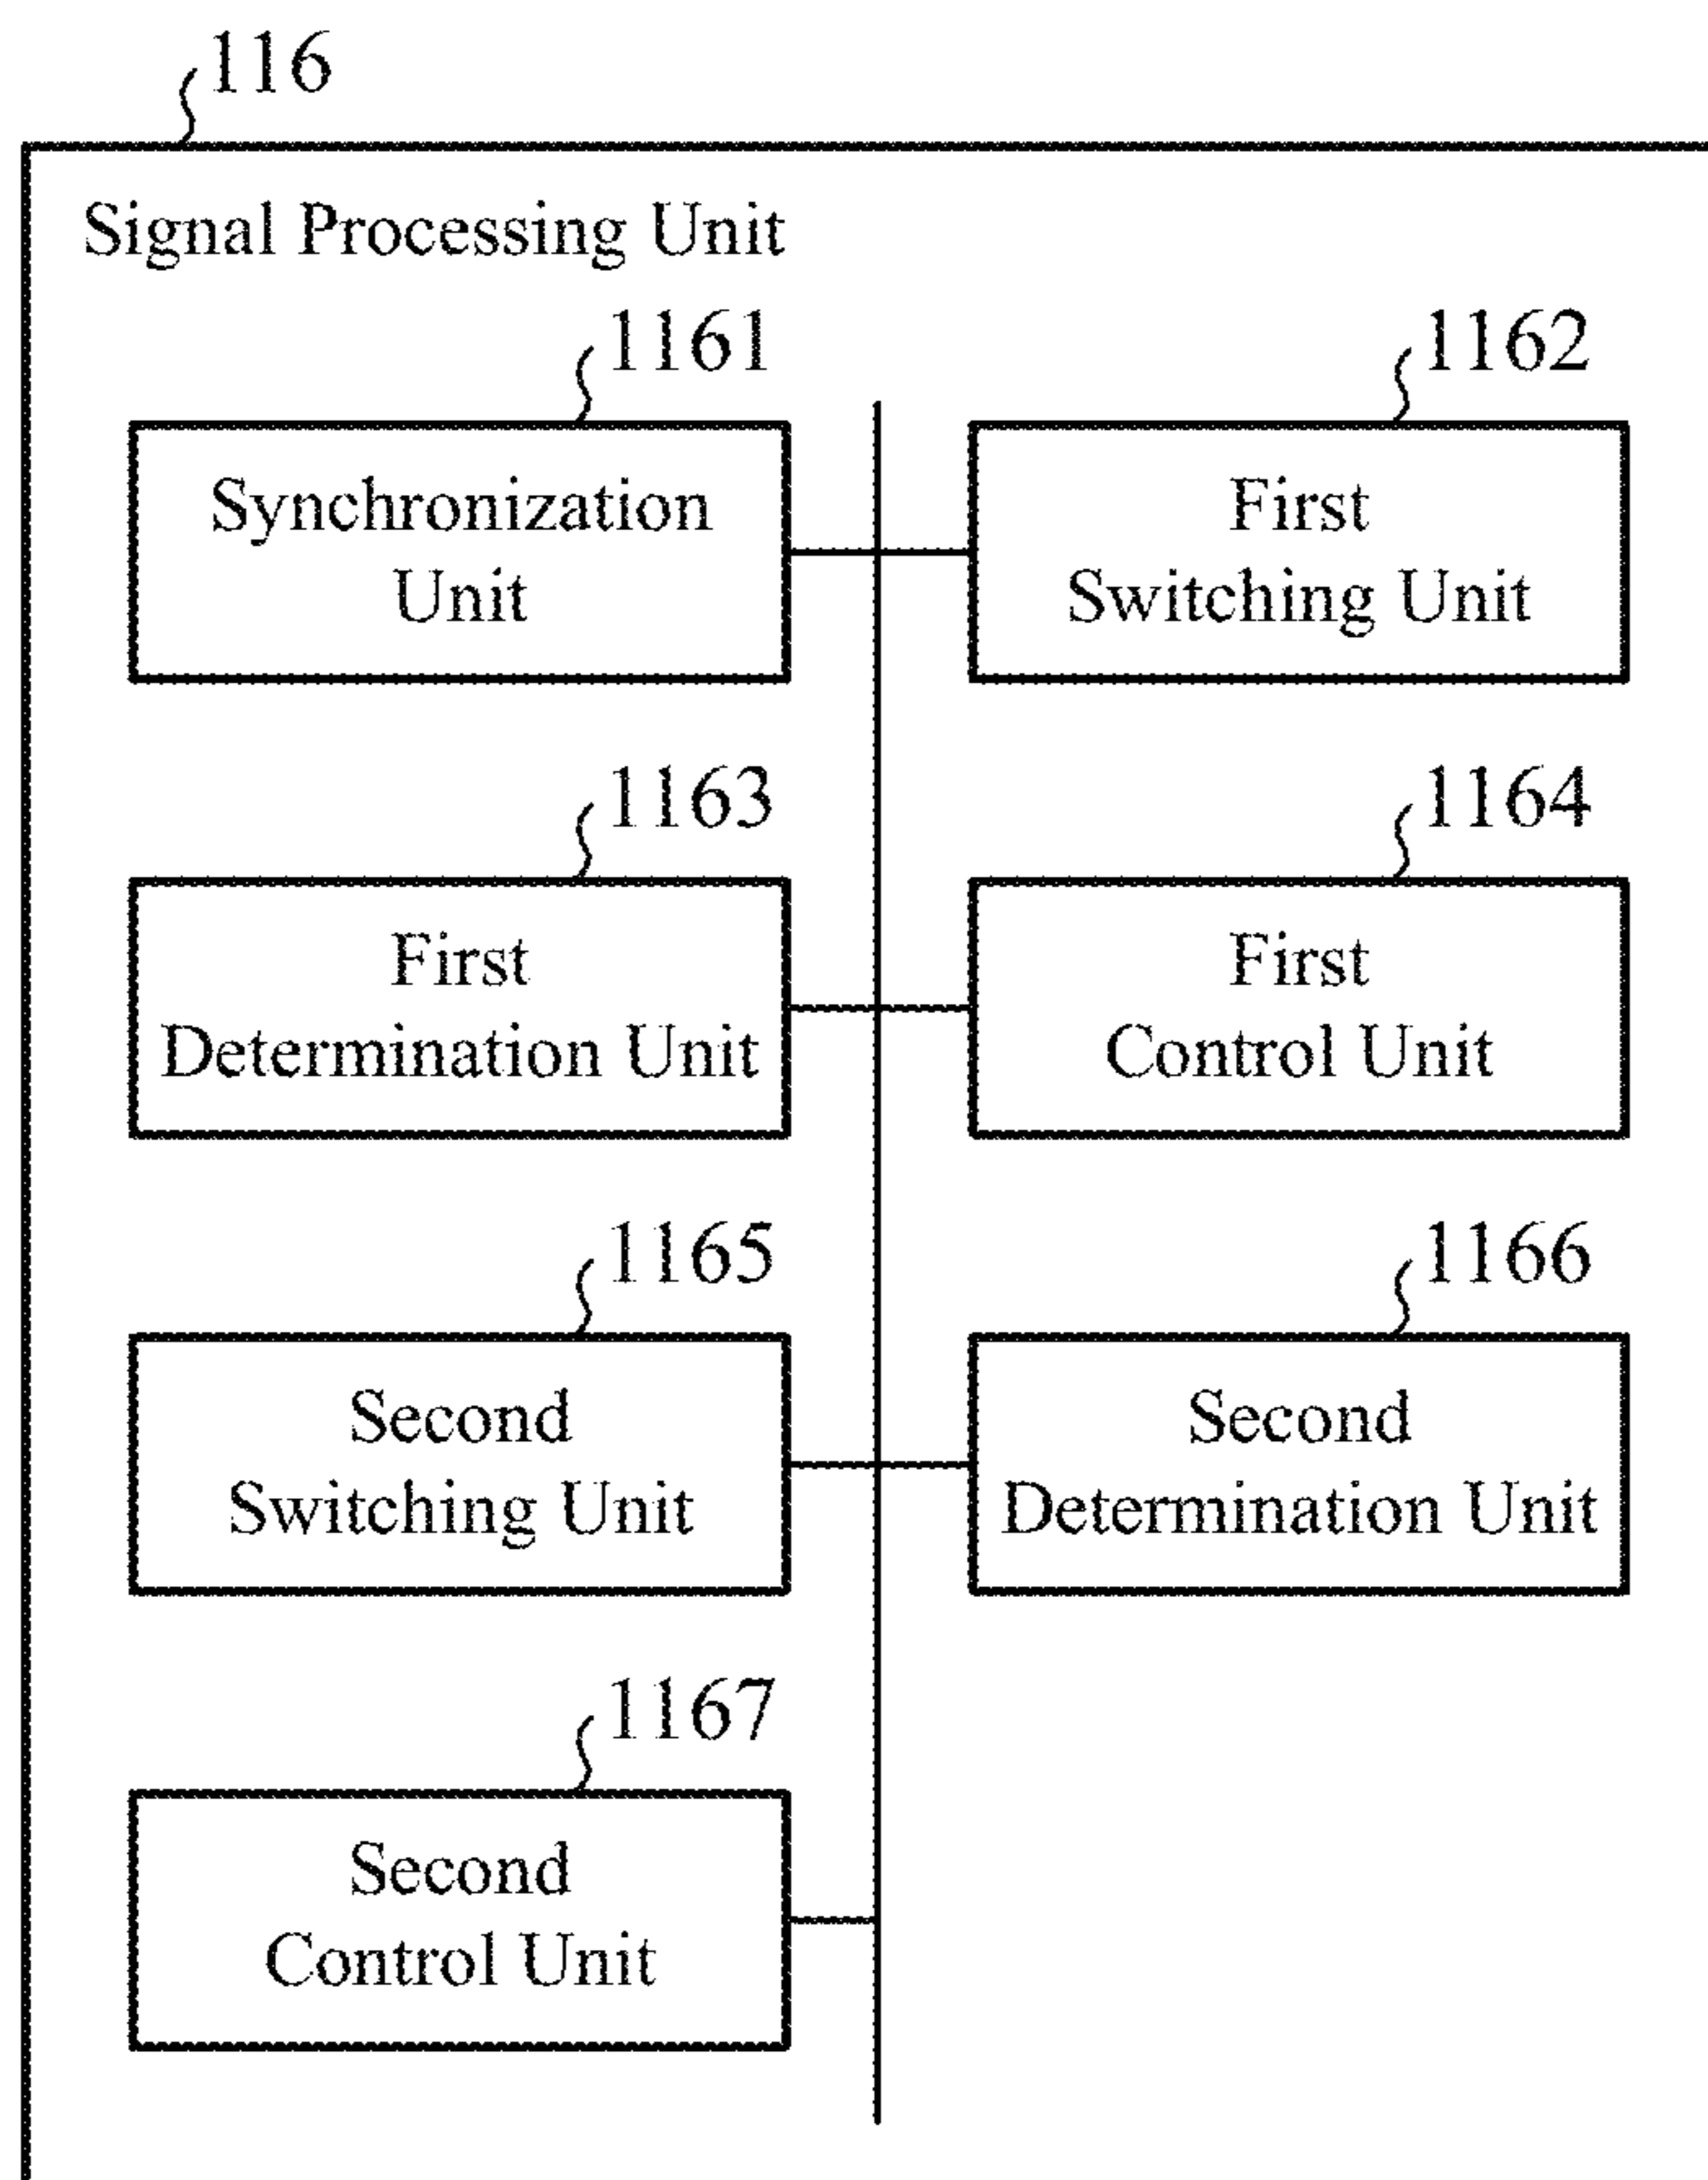 116
Signal Processing Unit
1161
Synchronization
Unit
1162
First
Switching Unit
1163
First
Determination Unit
1164
First
Control Unit
1165
Second
Switching Unit
1166
Second
Determination Unit
1167
Second
Control Unit